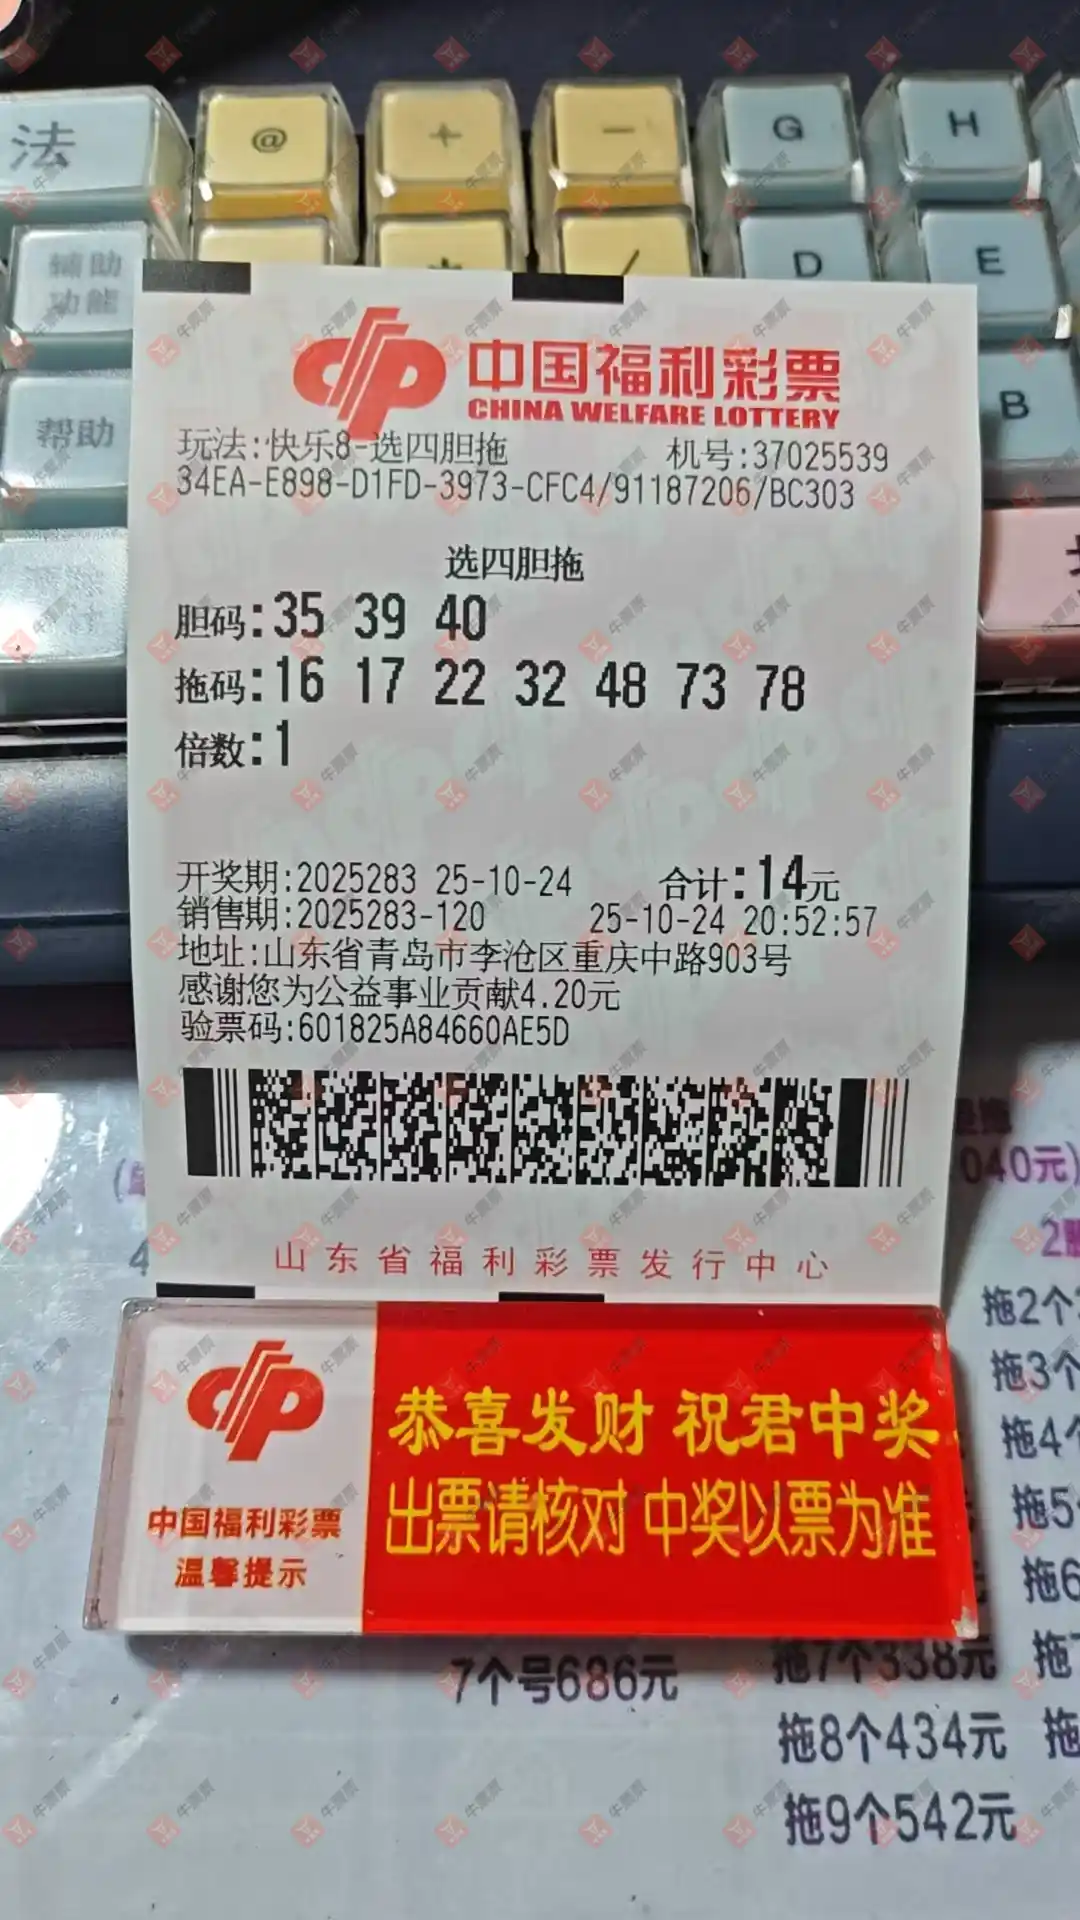 法 @ + - G H
辅助 * / D E
功能
帮助 B
中国福利彩票
CHINA WELFARE LOTTERY
玩法:快乐8-选四胆拖 机号:37025539
34EA-E898-D1FD-3973-CFC4/91187206/BC303
选四胆拖
胆码:35 39 40
拖码:16 17 22 32 48 73 78
倍数:1
开奖期:2025283 25-10-24 合计:14元
销售期:2025283-120 25-10-24 20:52:57
地址:山东省青岛市李沧区重庆中路903号
感谢您为公益事业贡献4.20元
验票码:601825A84660AE5D
040元)
山东省福利彩票发行中心
拖2个
拖3个
拖4个
拖5
拖6
中国福利彩票
温馨提示
恭喜发财 祝君中奖
出票请核对 中奖以票为准
7个号686元
拖7个338元
拖8个434元
拖9个542元
牛票票